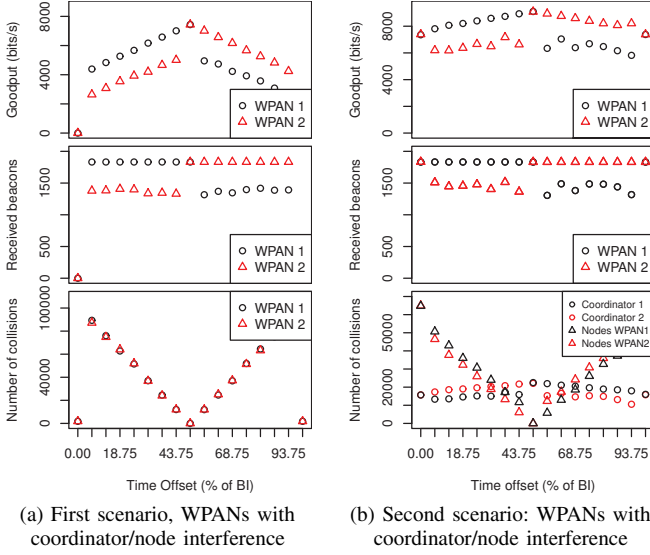 Goodput (bits/s)
0 4000 8000
WPAN 1
WPAN 2
Received beacons
0 500 1500
WPAN 1
WPAN 2
Number of collisions
0 40000 100000
WPAN 1
WPAN 2
0.00 18.75 43.75 68.75 93.75
Time Offset (% of BI)
(a) First scenario, WPANs with
coordinator/node interference
Goodput (bits/s)
0 4000 8000
WPAN 1
WPAN 2
Received beacons
0 500 1500
WPAN 1
WPAN 2
Number of collisions
0 20000 50000
Coordinator 1
Coordinator 2
Nodes WPAN1
Nodes WPAN2
0.00 18.75 43.75 68.75 93.75
Time Offset (% of BI)
(b) Second scenario: WPANs with
coordinator/node interference